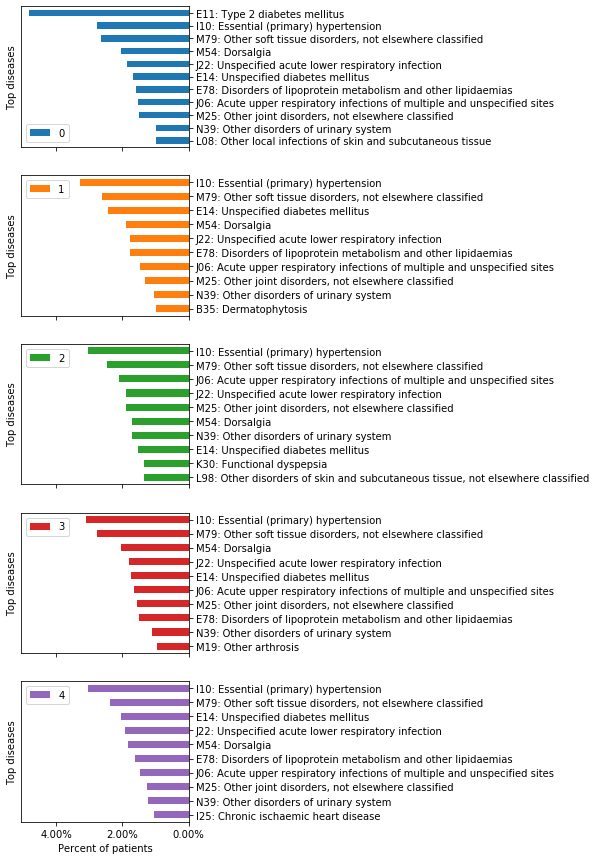 Top diseases
E11: Type 2 diabetes mellitus
I10: Essential (primary) hypertension
M79: Other soft tissue disorders, not elsewhere classified
M54: Dorsalgia
J22: Unspecified acute lower respiratory infection
E14: Unspecified diabetes mellitus
E78: Disorders of lipoprotein metabolism and other lipidaemias
J06: Acute upper respiratory infections of multiple and unspecified sites
M25: Other joint disorders, not elsewhere classified
N39: Other disorders of urinary system
L08: Other local infections of skin and subcutaneous tissue
0
Top diseases
1
I10: Essential (primary) hypertension
M79: Other soft tissue disorders, not elsewhere classified
E14: Unspecified diabetes mellitus
M54: Dorsalgia
J22: Unspecified acute lower respiratory infection
E78: Disorders of lipoprotein metabolism and other lipidaemias
J06: Acute upper respiratory infections of multiple and unspecified sites
M25: Other joint disorders, not elsewhere classified
N39: Other disorders of urinary system
B35: Dermatophytosis
Top diseases
2
I10: Essential (primary) hypertension
M79: Other soft tissue disorders, not elsewhere classified
J06: Acute upper respiratory infections of multiple and unspecified sites
J22: Unspecified acute lower respiratory infection
M25: Other joint disorders, not elsewhere classified
M54: Dorsalgia
N39: Other disorders of urinary system
E14: Unspecified diabetes mellitus
K30: Functional dyspepsia
L98: Other disorders of skin and subcutaneous tissue, not elsewhere classified
Top diseases
3
I10: Essential (primary) hypertension
M79: Other soft tissue disorders, not elsewhere classified
M54: Dorsalgia
J22: Unspecified acute lower respiratory infection
E14: Unspecified diabetes mellitus
J06: Acute upper respiratory infections of multiple and unspecified sites
M25: Other joint disorders, not elsewhere classified
E78: Disorders of lipoprotein metabolism and other lipidaemias
N39: Other disorders of urinary system
M19: Other arthrosis
Top diseases
4
I10: Essential (primary) hypertension
M79: Other soft tissue disorders, not elsewhere classified
E14: Unspecified diabetes mellitus
J22: Unspecified acute lower respiratory infection
M54: Dorsalgia
E78: Disorders of lipoprotein metabolism and other lipidaemias
J06: Acute upper respiratory infections of multiple and unspecified sites
M25: Other joint disorders, not elsewhere classified
N39: Other disorders of urinary system
I25: Chronic ischaemic heart disease
4.00% 2.00% 0.00%
Percent of patients